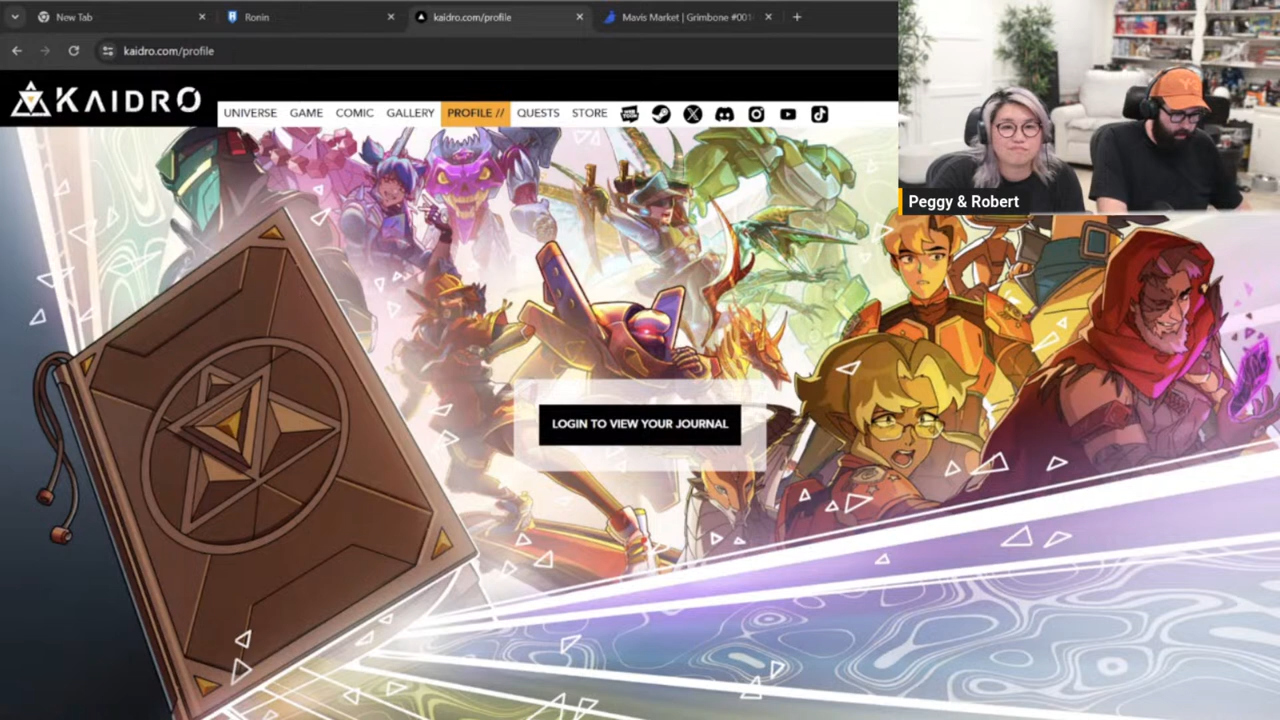 New Tab
Ronin
kaidro.com/profile
Mavis Market | Grimbone #001
kaidro.com/profile
KAIDRO
UNIVERSE GAME COMIC GALLERY PROFILE // QUESTS STORE
Peggy & Robert
LOGIN TO VIEW YOUR JOURNAL